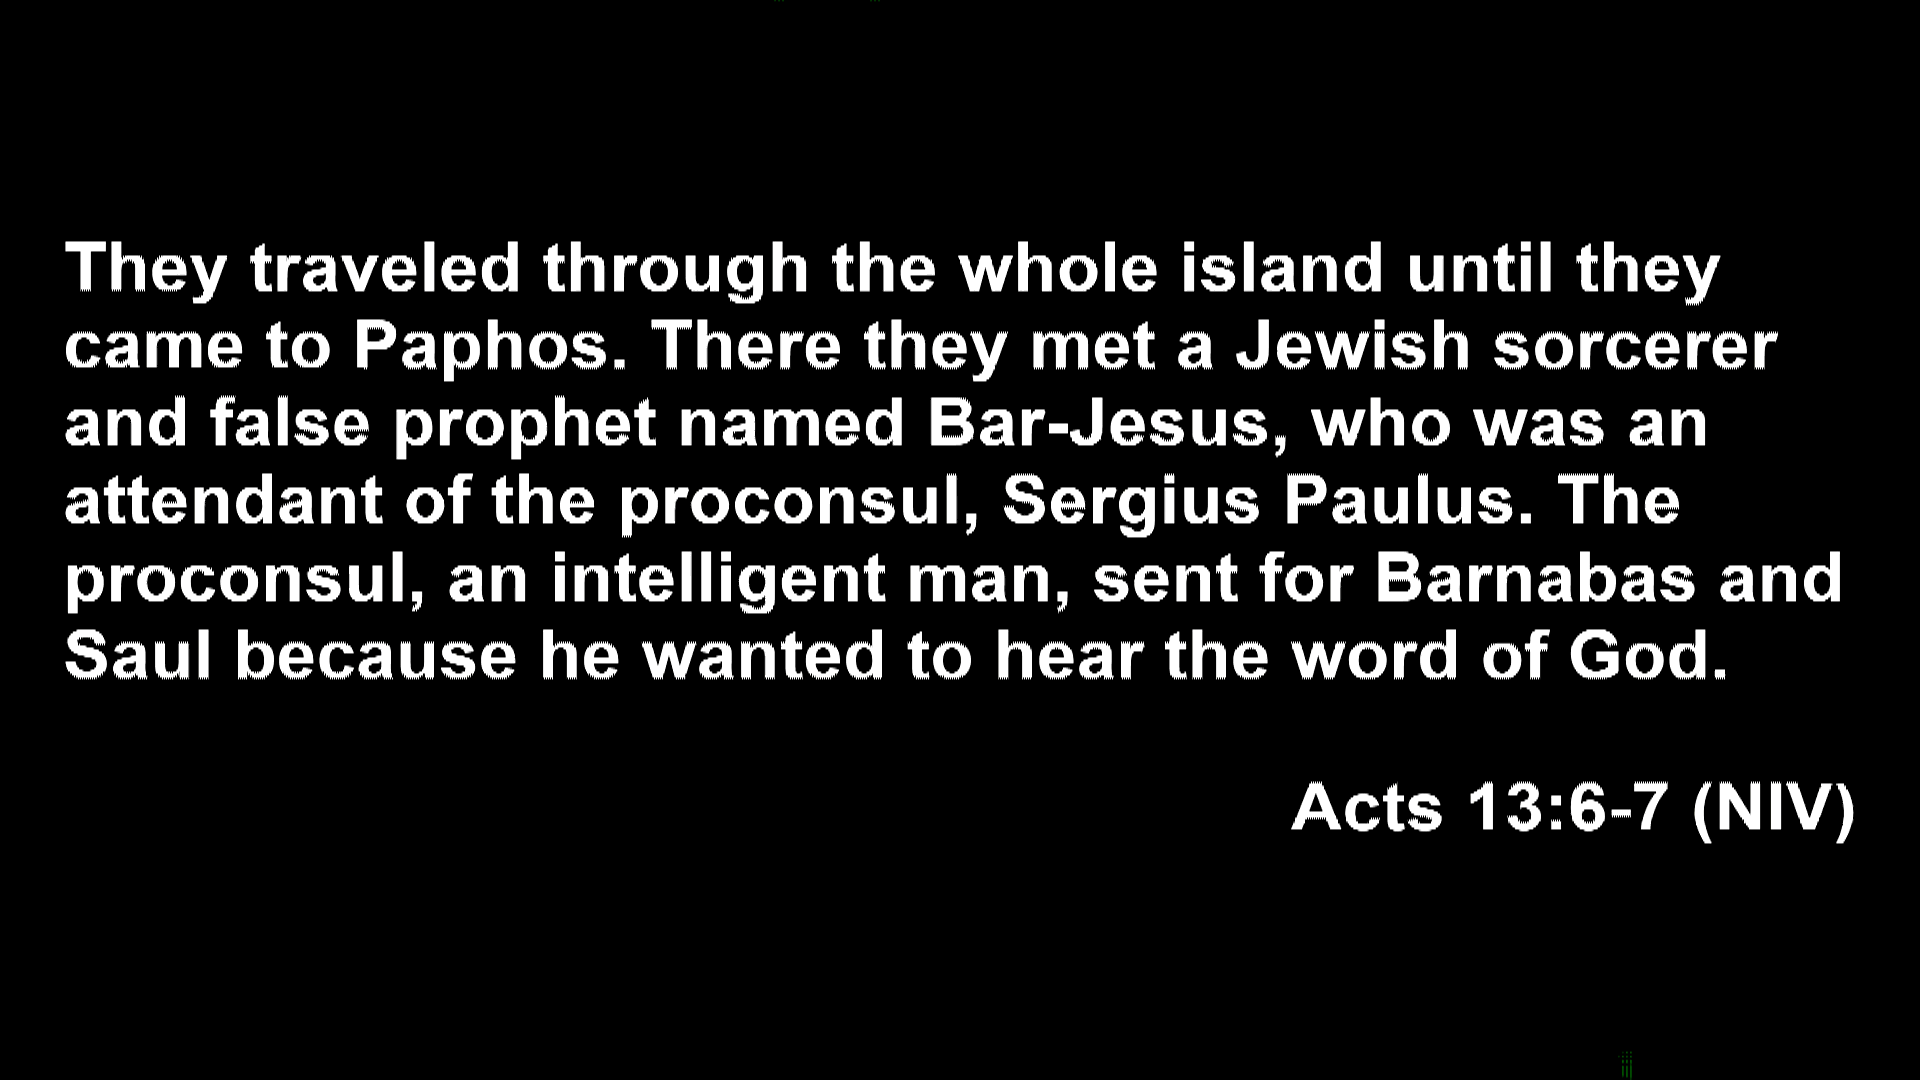 They traveled through the whole island until they
came to Paphos. There they met a Jewish sorcerer
and false prophet named Bar-Jesus, who was an
attendant of the proconsul, Sergius Paulus. The
proconsul, an intelligent man, sent for Barnabas and
Saul because he wanted to hear the word of God.
Acts 13:6-7 (NIV)